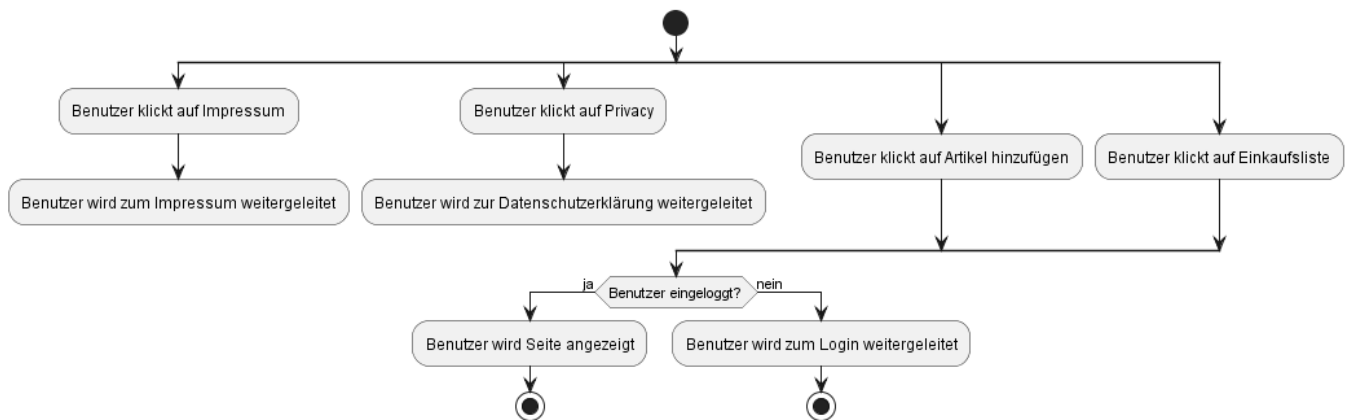 Benutzer klickt auf Impressum
Benutzer klickt auf Privacy
Benutzer klickt auf Artikel hinzufügen
Benutzer klickt auf Einkaufsliste
Benutzer wird zum Impressum weitergeleitet
Benutzer wird zur Datenschutzerklärung weitergeleitet
ja
Benutzer eingeloggt?
nein
Benutzer wird Seite angezeigt
Benutzer wird zum Login weitergeleitet